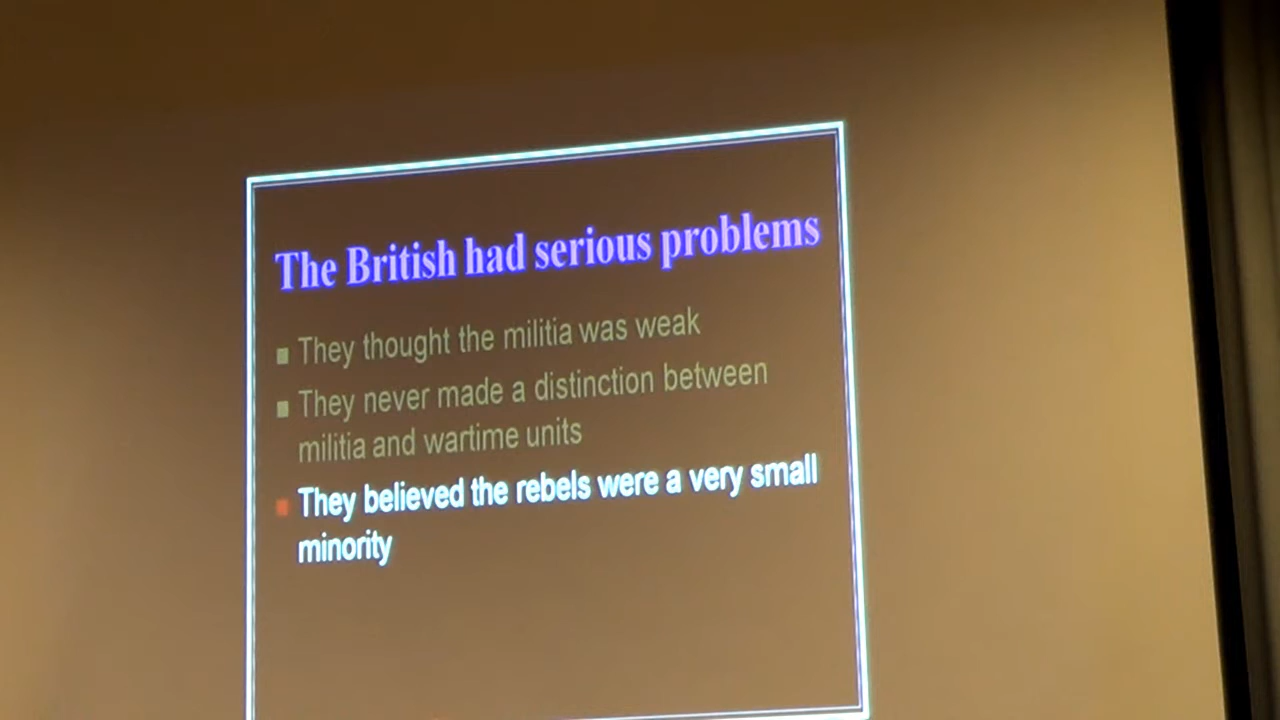 The British had serious problems
They thought the militia was weak
They never made a distinction between
militia and wartime units
They believed the rebels were a very small
minority